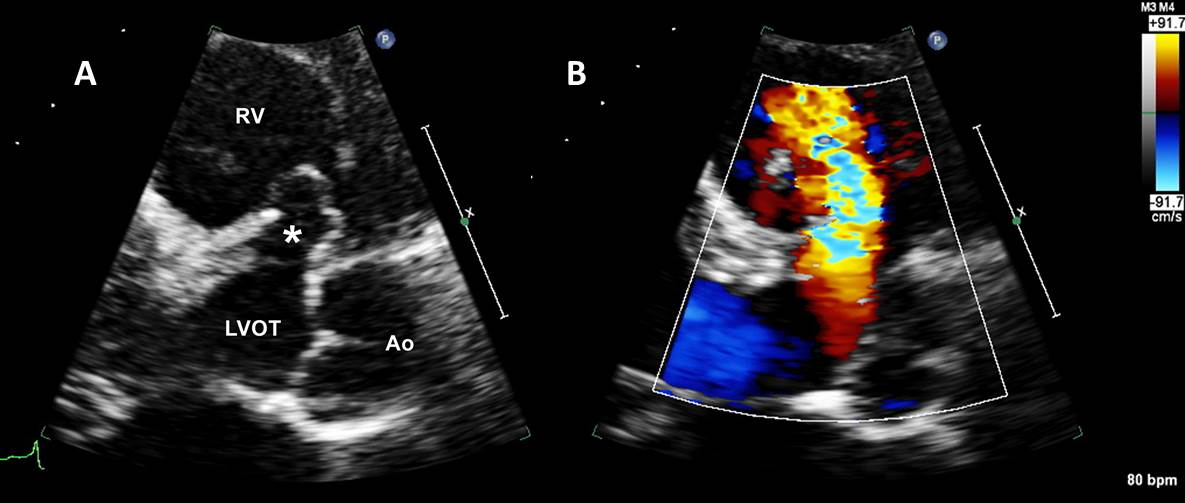 A
RV
*
LVOT
Ao
P
x
B
P
x
M3 M4
+91.7
-91.7
cm/s
80 bpm